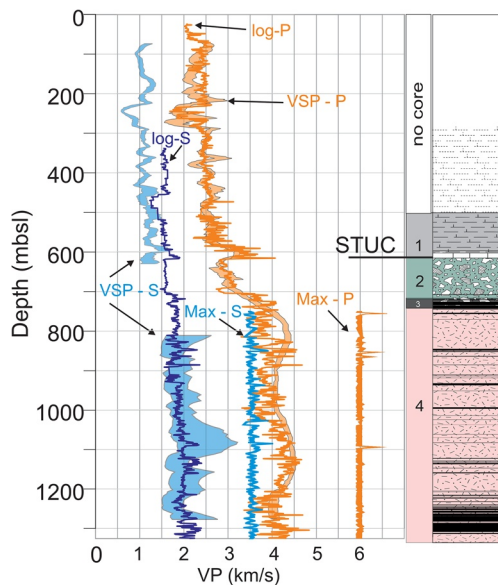 0
log-P
200
VSP - P
no core
log-S
400
Depth (mbsl)
1
STUC
600
2
VSP - S
Max - S
Max - P
3
800
4
1000
1200
0 1 2 3 4 5 6
VP (km/s)